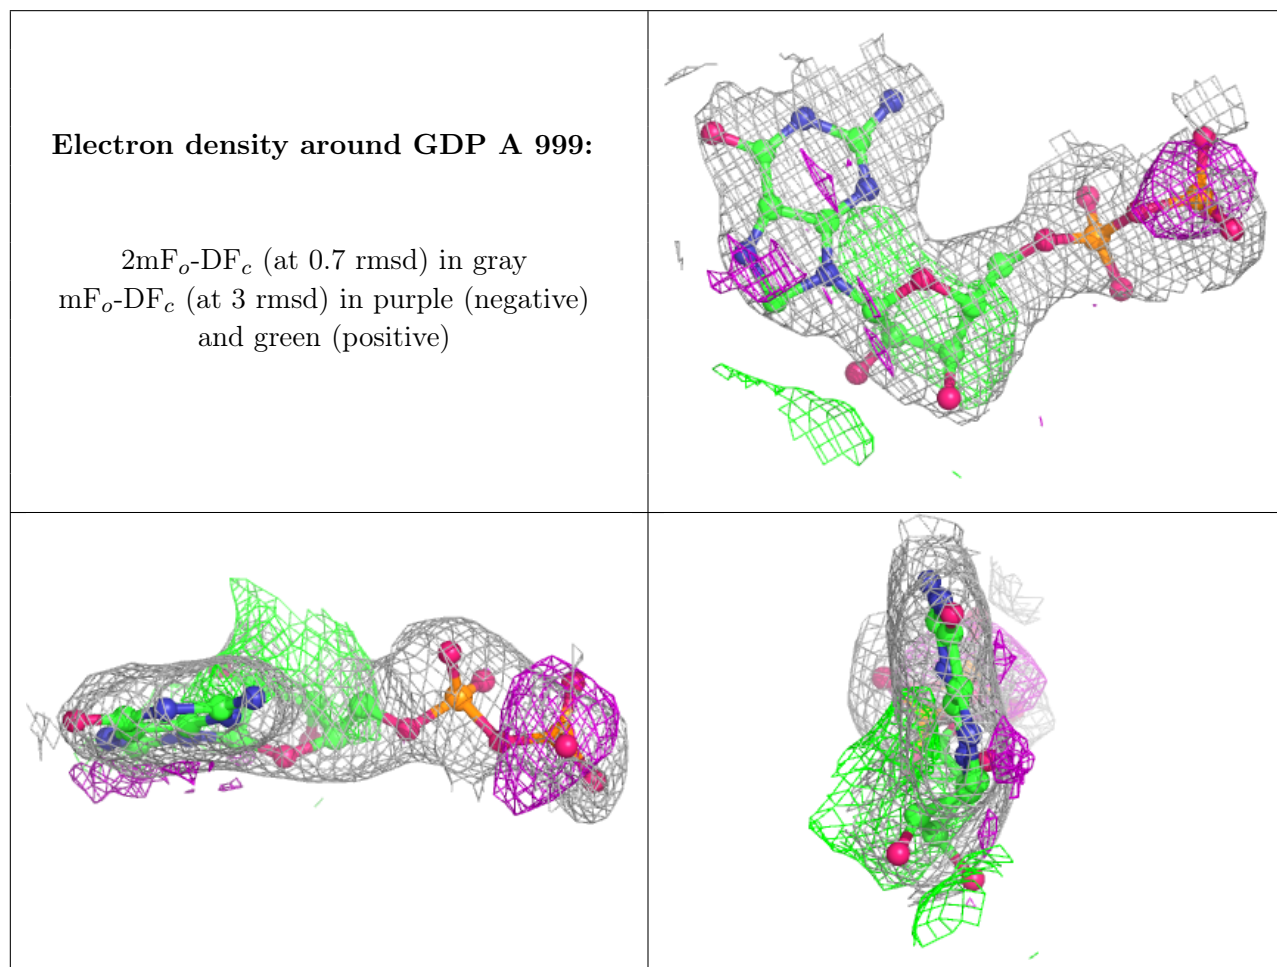 Electron density around GDP A 999:
2mFo-DFc (at 0.7 rmsd) in gray
mFo-DFc (at 3 rmsd) in purple (negative)
and green (positive)